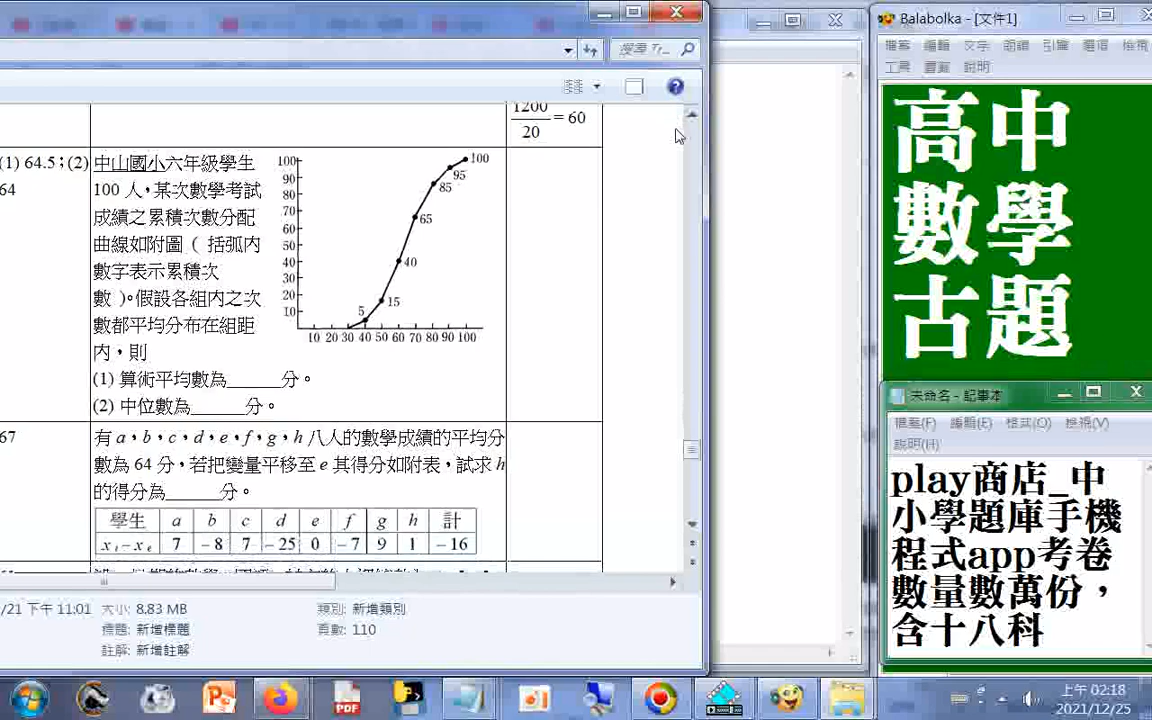 Balabolka - [文件1]
檔案 編輯 文字 朗讀 引擎 選項 檢視
工具 書寫 說明
高中
數學
古題
未命名 - 記事本
檔案(F) 編輯(E) 格式(O) 檢視(V)
說明(H)
play商店_中
小學題庫手機
程式app考卷
數量數萬份，
含十八科
搜尋 Tr...
1200
20
= 60
(1) 64.5；(2)
64
中山國小六年級學生
100 人，某次數學考試
成績之累積次數分配
曲線如附圖 ( 括弧內
數字表示累積次
數 )。假設各組內之次
數都平均分布在組距
內，則
(1) 算術平均數為______分。
(2) 中位數為______分。
100
90
80
70
60
50
40
30
20
10
10 20 30 40 50 60 70 80 90 100
5
15
40
65
85
95
100
67
有 a，b，c，d，e，f，g，h 八人的數學成績的平均分
數為 64 分，若把變量平移至 e 其得分如附表，試求 h
的得分為______分。
學生 a b c d e f g h 計
x i – x e 7 – 8 7 – 25 0 – 7 9 1 – 16
/21 下午 11:01 大小: 8.83 MB 類別: 新增類別
標題: 新增標題 頁數: 110
註解: 新增註解
上午 02:18
2021/12/25